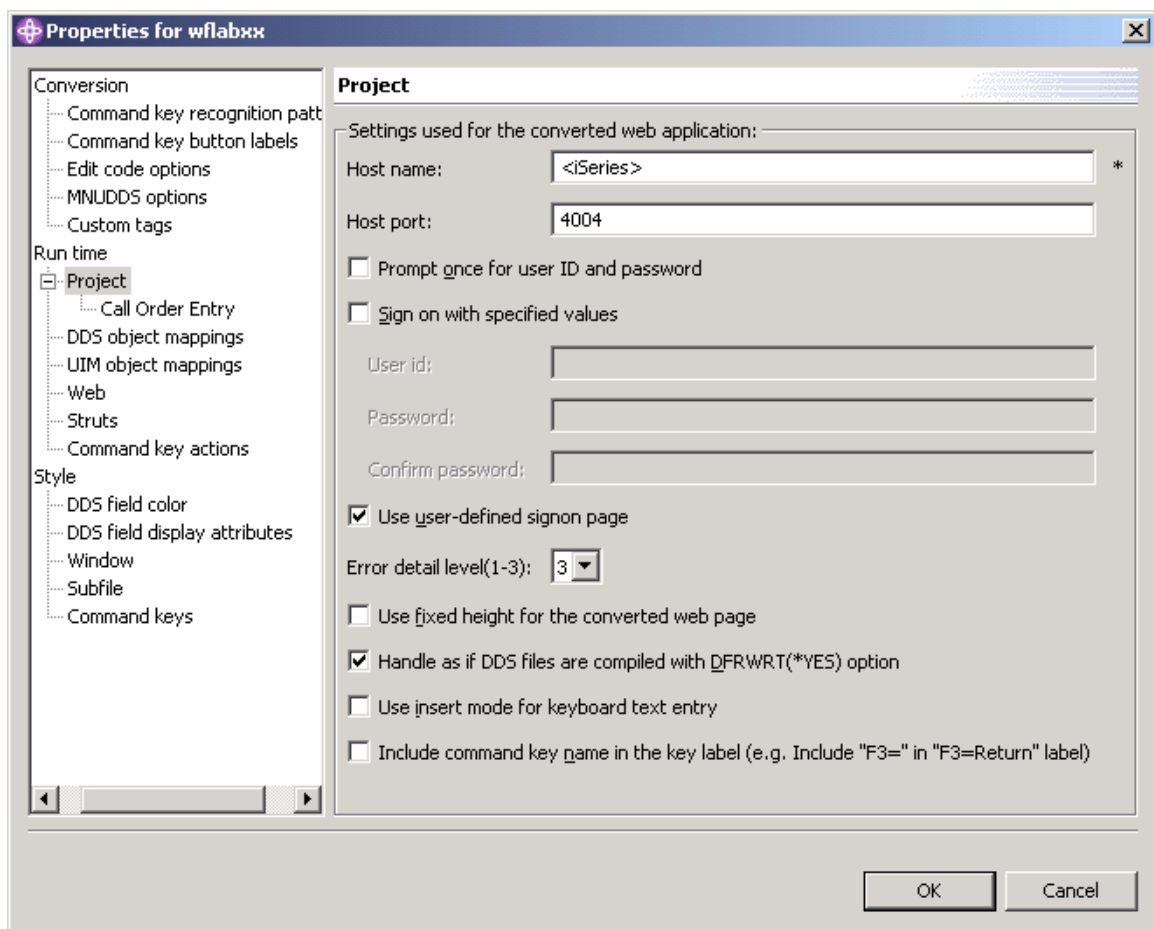 Properties for wflabxx
Conversion
Command key recognition patt
Command key button labels
Edit code options
MNUDDS options
Custom tags
Run time
Project
Call Order Entry
DDS object mappings
UIM object mappings
Web
Struts
Command key actions
Style
DDS field color
DDS field display attributes
Window
Subfile
Command keys
Project
Settings used for the converted web application:
Host name: <iSeries> *
Host port: 4004
Prompt once for user ID and password
Sign on with specified values
User id:
Password:
Confirm password:
Use user-defined signon page
Error detail level(1-3): 3
Use fixed height for the converted web page
Handle as if DDS files are compiled with DFRWRT(*YES) option
Use insert mode for keyboard text entry
Include command key name in the key label (e.g. Include "F3=" in "F3=Return" label)
OK Cancel